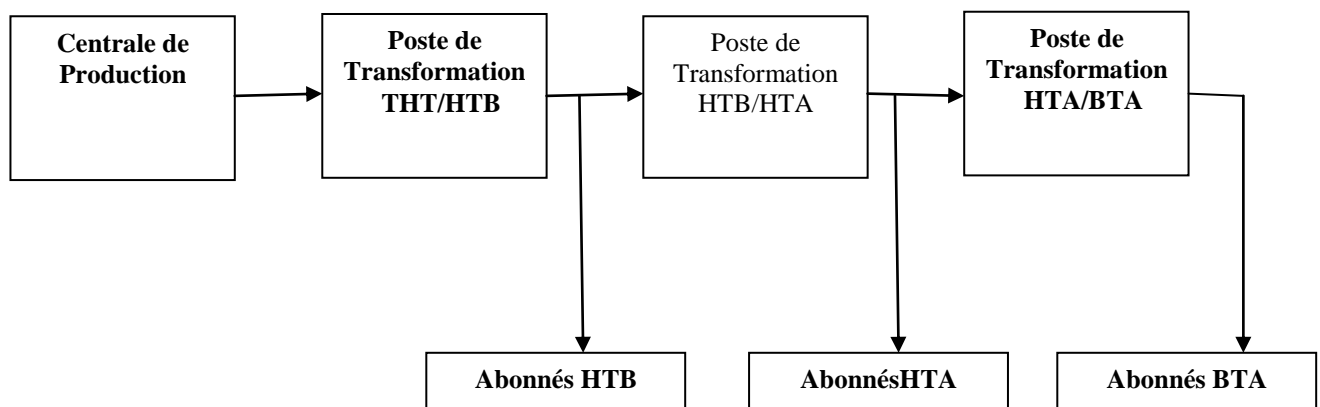 Centrale de
Production
Poste de
Transformation
THT/HTB
Poste de
Transformation
HTB/HTA
Poste de
Transformation
HTA/BTA
Abonnés HTB
AbonnésHTA
Abonnés BTA